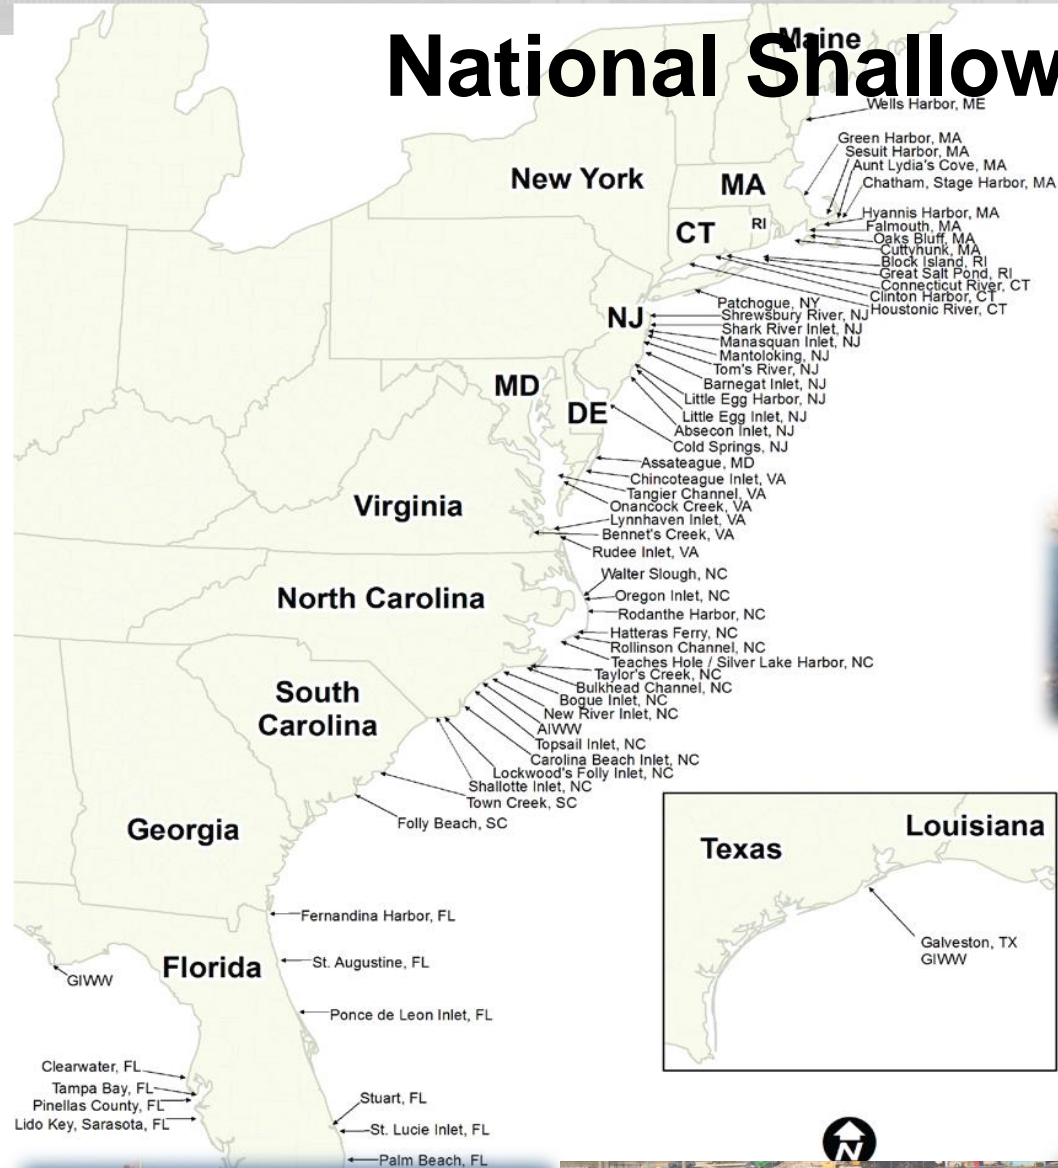 National Shallow
Maine
Wells Harbor, ME
Green Harbor, MA
Sesuit Harbor, MA
Aunt Lydia's Cove, MA
Chatham, Stage Harbor, MA
New York
MA
Hyannis Harbor, MA
Falmouth, MA
Oaks Bluff, MA
Cuttyhunk, MA
Block Island, RI
Great Salt Pond, RI
Connecticut River, CT
Clinton Harbor, CT
Houstonic River, CT
CT
RI
Patchogue, NY
Shrewsbury River, NJ
Shark River Inlet, NJ
Manasquan Inlet, NJ
Mantoloking, NJ
Tom's River, NJ
Barnegat Inlet, NJ
Little Egg Harbor, NJ
Little Egg Inlet, NJ
Absecon Inlet, NJ
Cold Springs, NJ
NJ
MD
DE
Assateague, MD
Chincoteague Inlet, VA
Tangier Channel, VA
Onancock Creek, VA
Lynnhaven Inlet, VA
Bennet's Creek, VA
Rudee Inlet, VA
Virginia
Walter Slough, NC
Oregon Inlet, NC
Rodanthe Harbor, NC
Hatteras Ferry, NC
Rollinson Channel, NC
Teaches Hole / Silver Lake Harbor, NC
Taylor's Creek, NC
Bulkhead Channel, NC
Bogue Inlet, NC
New River Inlet, NC
AIWW
Topsail Inlet, NC
Carolina Beach Inlet, NC
Lockwood's Folly Inlet, NC
Shallotte Inlet, NC
Town Creek, SC
Folly Beach, SC
North Carolina
South
Carolina
Georgia
Fernandina Harbor, FL
St. Augustine, FL
Ponce de Leon Inlet, FL
Florida
GIWW
Clearwater, FL
Tampa Bay, FL
Pinellas County, FL
Lido Key, Sarasota, FL
Stuart, FL
St. Lucie Inlet, FL
Palm Beach, FL
Texas
Louisiana
Galveston, TX
GIWW
N